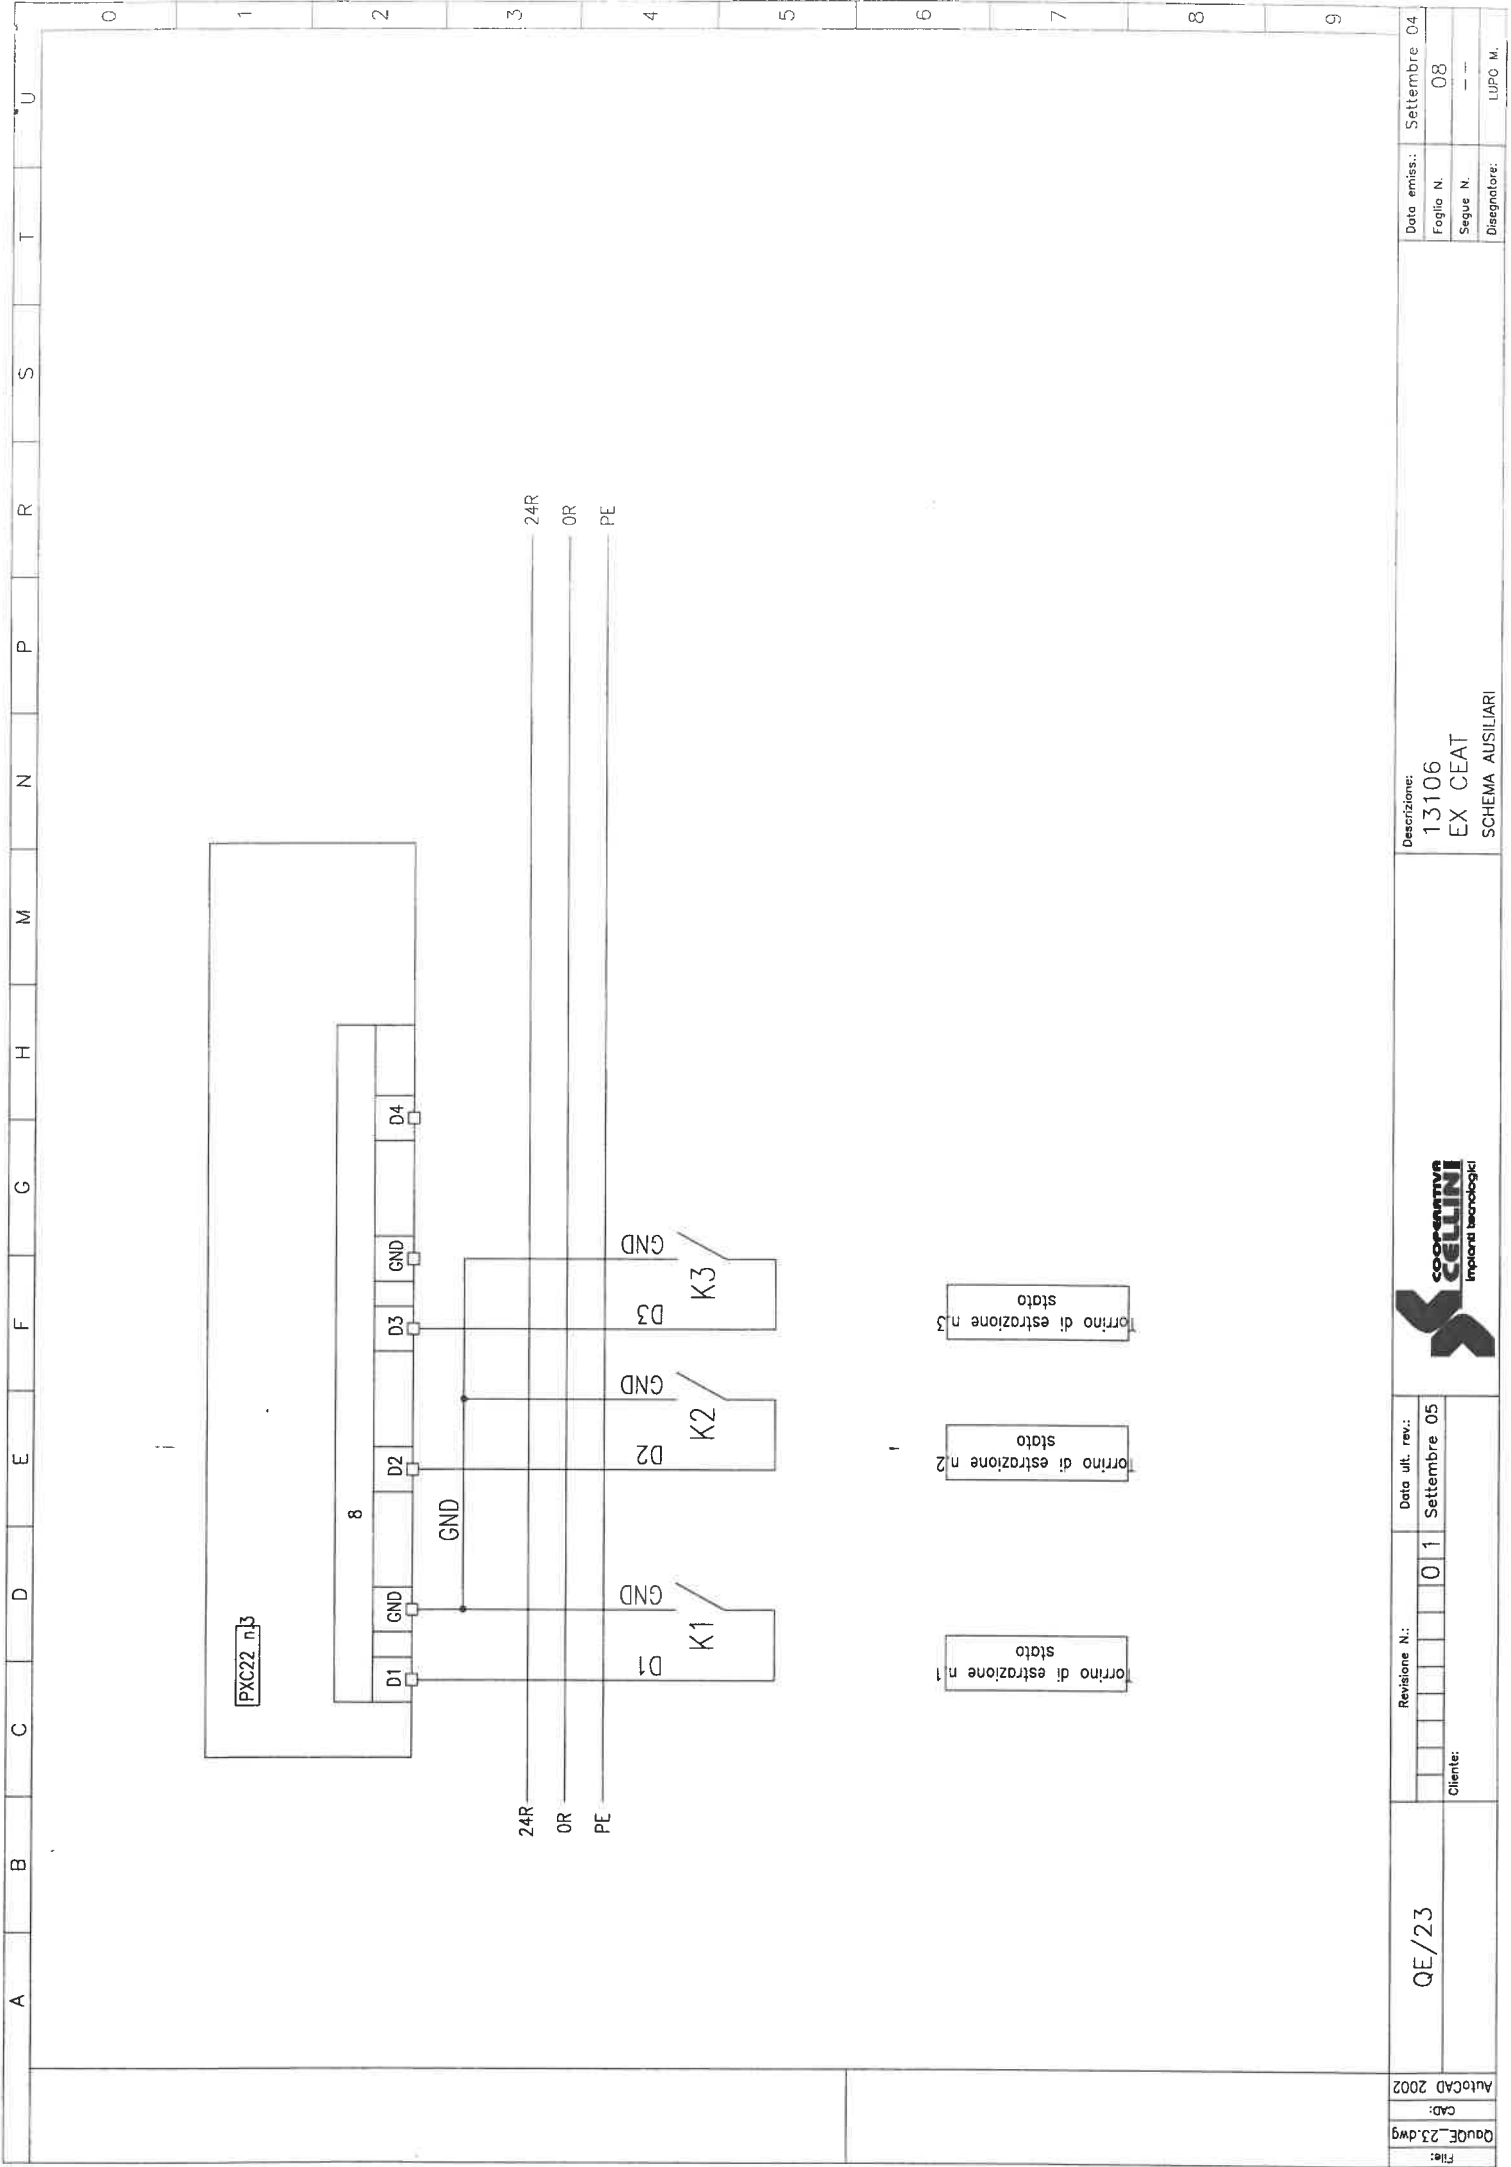 A B C D E F G H M N P R S T U
0
1
2
3
4
5
6
7
8
9
PXC22 n.3
8
D1 GND D2 D3 GND D4
GND
24R 24R
0R 0R
PE PE
D1 GND D2 GND D3 GND
K1 K2 K3
Torrino di estrazione n.1
stato
Torrino di estrazione n.2
stato
Torrino di estrazione n.3
stato
File:
QauQE_23.dwg
CAD:
AutoCAD 2002
QE/23
Revisione N.:
0 1
Data ult. rev.:
Settembre 05
Cliente:
COOPERATIVA
CELLINI
impianti tecnologici
Descrizione:
13106
EX CEAT
SCHEMA AUSILIARI
Data emiss.: Settembre 04
Foglio N. 08
Segue N. --
Disegnatore: LUPO M.